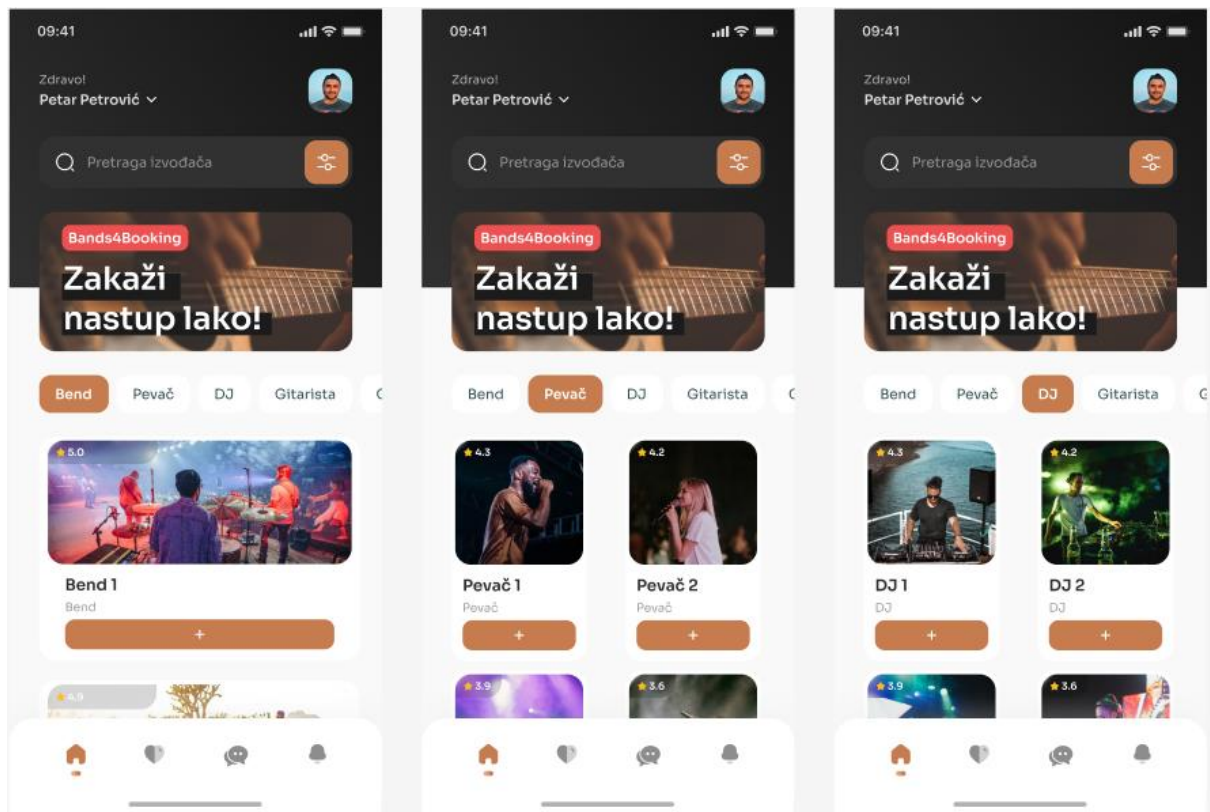 09:41
Zdravo!
Petar Petrović
Pretraga izvođača
Bands4Booking
Zakaži
nastup lako!
Bend Pevač DJ Gitarista
5.0
Bend 1
Bend
+
4.9
09:41
Zdravo!
Petar Petrović
Pretraga izvođača
Bands4Booking
Zakaži
nastup lako!
Bend Pevač DJ Gitarista
4.3 4.2
Pevač 1 Pevač 2
Pevač Pevač
+ +
3.9 3.6
09:41
Zdravo!
Petar Petrović
Pretraga izvođača
Bands4Booking
Zakaži
nastup lako!
Bend Pevač DJ Gitarista G
4.3 4.2
DJ 1 DJ 2
DJ DJ
+ +
3.9 3.6